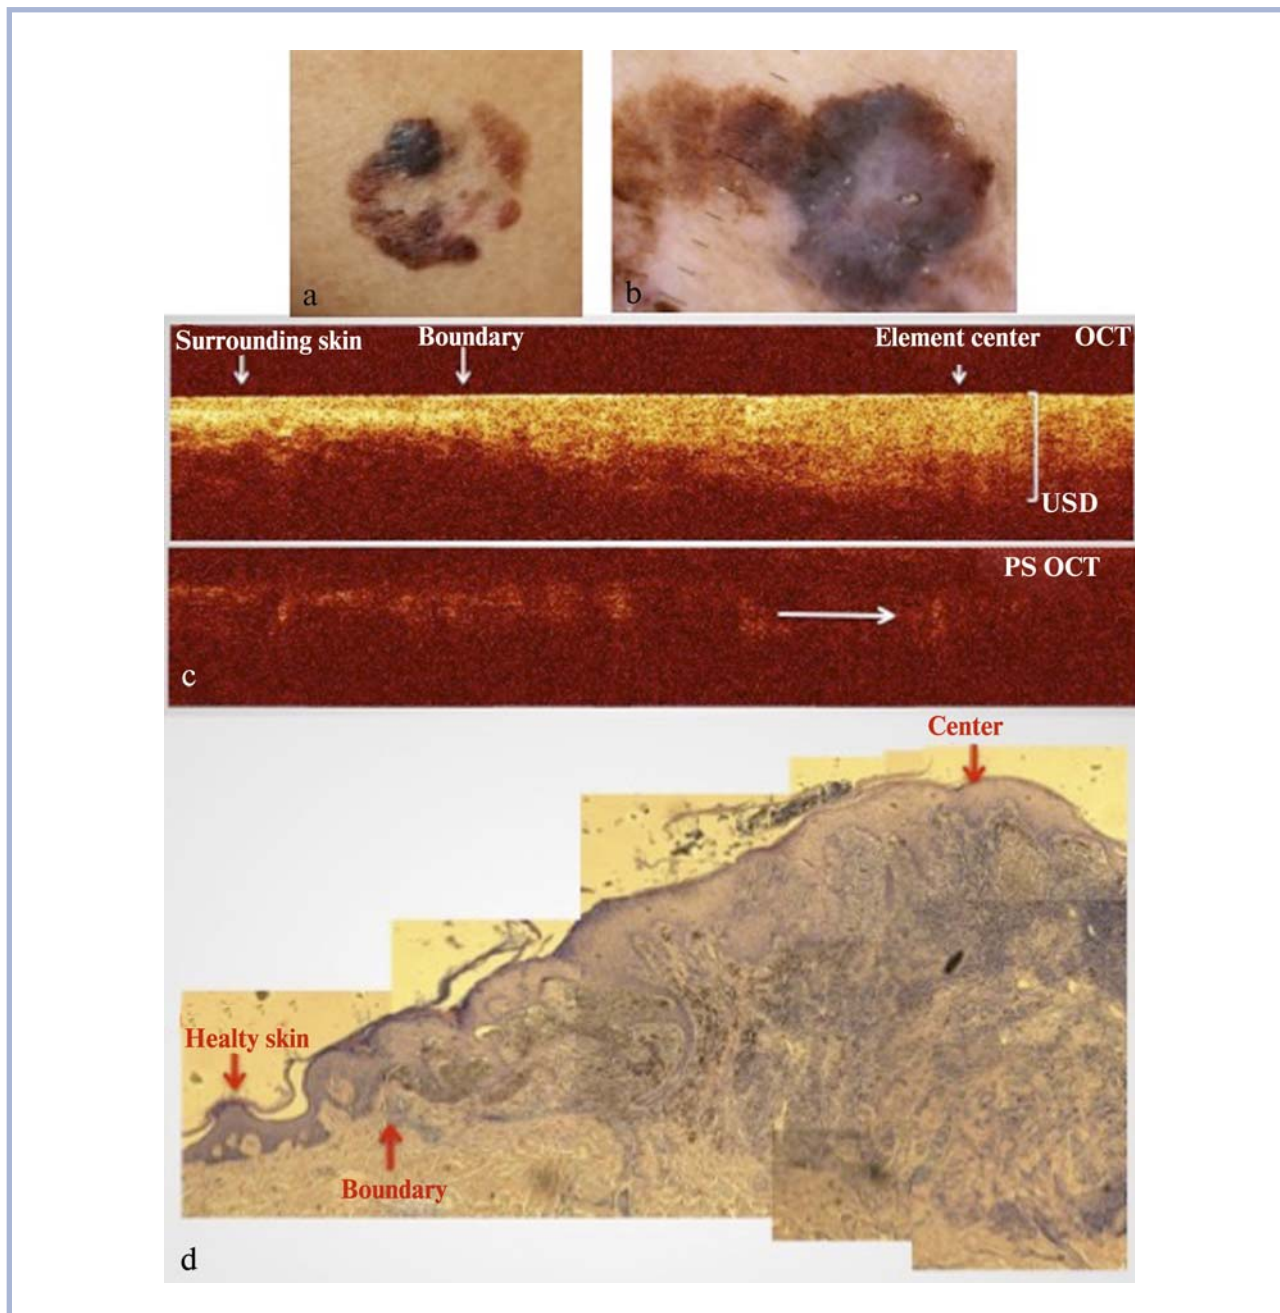 a
b
Surrounding skin
Boundary
Element center
OCT
USD
PS OCT
c
Center
Healty skin
Boundary
d